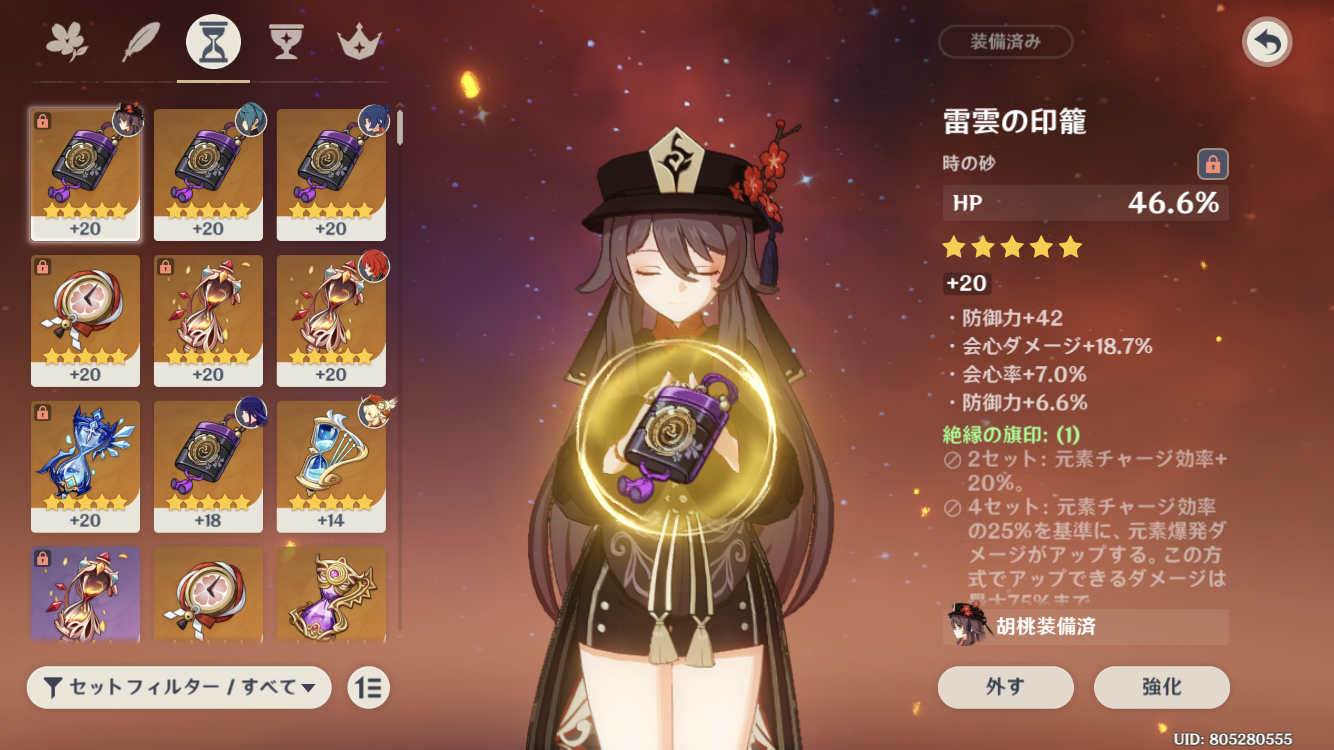 装備済み
雷雲の印籠
時の砂
HP 46.6%
+20
・防御力+42
・会心ダメージ+18.7%
・会心率+7.0%
・防御力+6.6%
絶縁の旗印: (1)
2セット: 元素チャージ効率+
20%。
4セット: 元素チャージ効率
の25%を基準に、元素爆発ダ
メージがアップする。この方
式でアップできるダメージは
最大75%まで
胡桃装備済
外す 強化
+20 +20 +20
+20 +20 +20
+20 +18 +14
セットフィルター / すべて
UID: 805280555